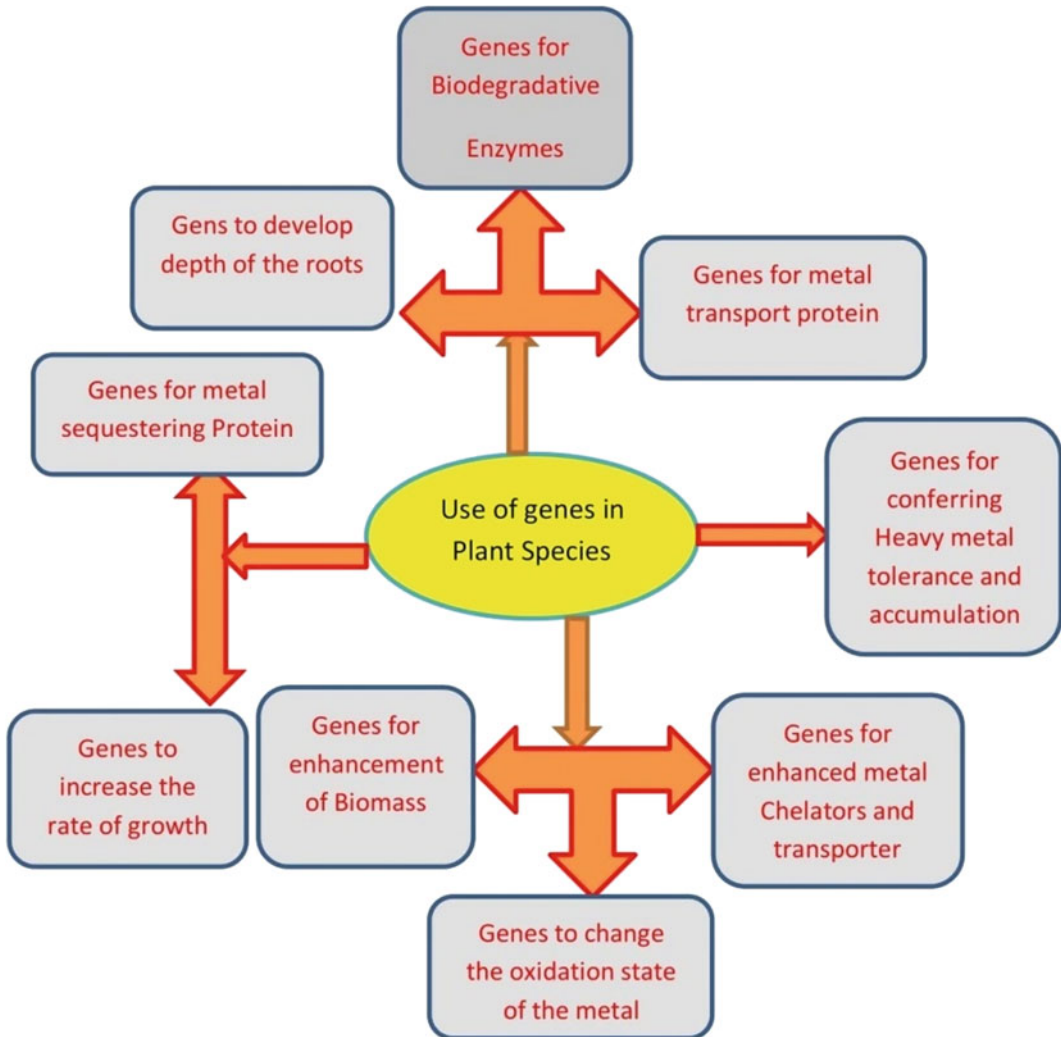 Genes for
Biodegradative
Enzymes
Gens to develop
depth of the roots
Genes for metal
transport protein
Genes for metal
sequestering Protein
Use of genes in
Plant Species
Genes for
conferring
Heavy metal
tolerance and
accumulation
Genes to
increase the
rate of growth
Genes for
enhancement
of Biomass
Genes for
enhanced metal
Chelators and
transporter
Genes to change
the oxidation state
of the metal